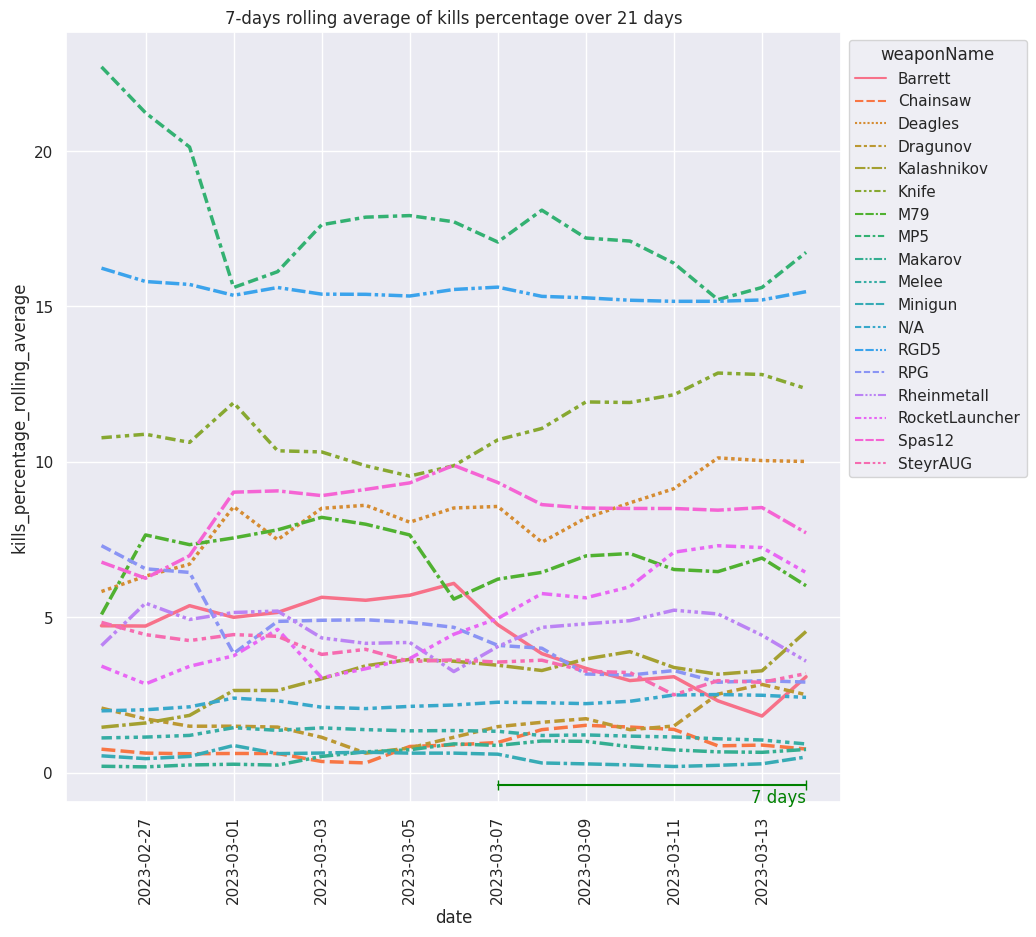 7-days rolling average of kills percentage over 21 days
kills_percentage_rolling_average
20
15
10
5
0
7 days
2023-02-27
2023-03-01
2023-03-03
2023-03-05
2023-03-07
2023-03-09
2023-03-11
2023-03-13
date
weaponName
Barrett
Chainsaw
Deagles
Dragunov
Kalashnikov
Knife
M79
MP5
Makarov
Melee
Minigun
N/A
RGD5
RPG
Rheinmetall
RocketLauncher
Spas12
SteyrAUG